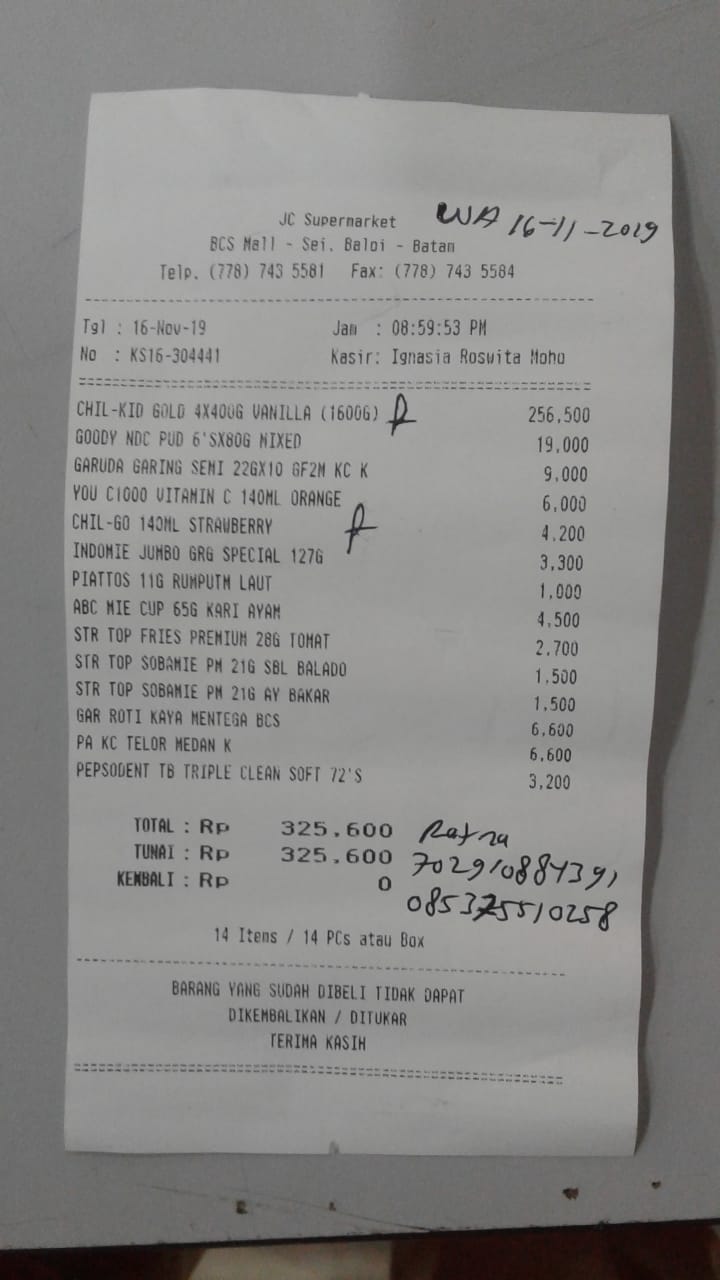 JC Supermarket WA 16-11-2019
BCS Mall - Sei. Baloi - Batam
Telp. (778) 743 5581 Fax: (778) 743 5584
Tgl : 16-Nov-19 Jam : 08:59:53 PM
No : KS16-304441 Kasir: Ignasia Roswita Moho
CHIL-KID GOLD 4X400G VANILLA (1600G) 256,500
GOODY NDC PUD 6'SX80G MIXED 19,000
GARUDA GARING SEMI 22GX10 GF2M KC K 9,000
YOU C1000 VITAMIN C 140ML ORANGE 6,000
CHIL-GO 140ML STRAWBERRY 4,200
INDOMIE JUMBO GRG SPECIAL 127G 3,300
PIATTOS 11G RUMPUTM LAUT 1,000
ABC MIE CUP 65G KARI AYAM 4,500
STR TOP FRIES PREMIUM 28G TOMAT 2,700
STR TOP SOBAMIE PM 21G SBL BALADO 1,500
STR TOP SOBAMIE PM 21G AY BAKAR 1,500
GAR ROTI KAYA MENTEGA BCS 6,600
PA KC TELOR MEDAN K 6,600
PEPSODENT TB TRIPLE CLEAN SOFT 72'S 3,200
TOTAL : Rp 325,600 Ratna
TUNAI : Rp 325,600 702910884391
KEMBALI : Rp 0 085375510258
14 Items / 14 PCs atau Box
BARANG YANG SUDAH DIBELI TIDAK DAPAT
DIKEMBALIKAN / DITUKAR
TERIMA KASIH